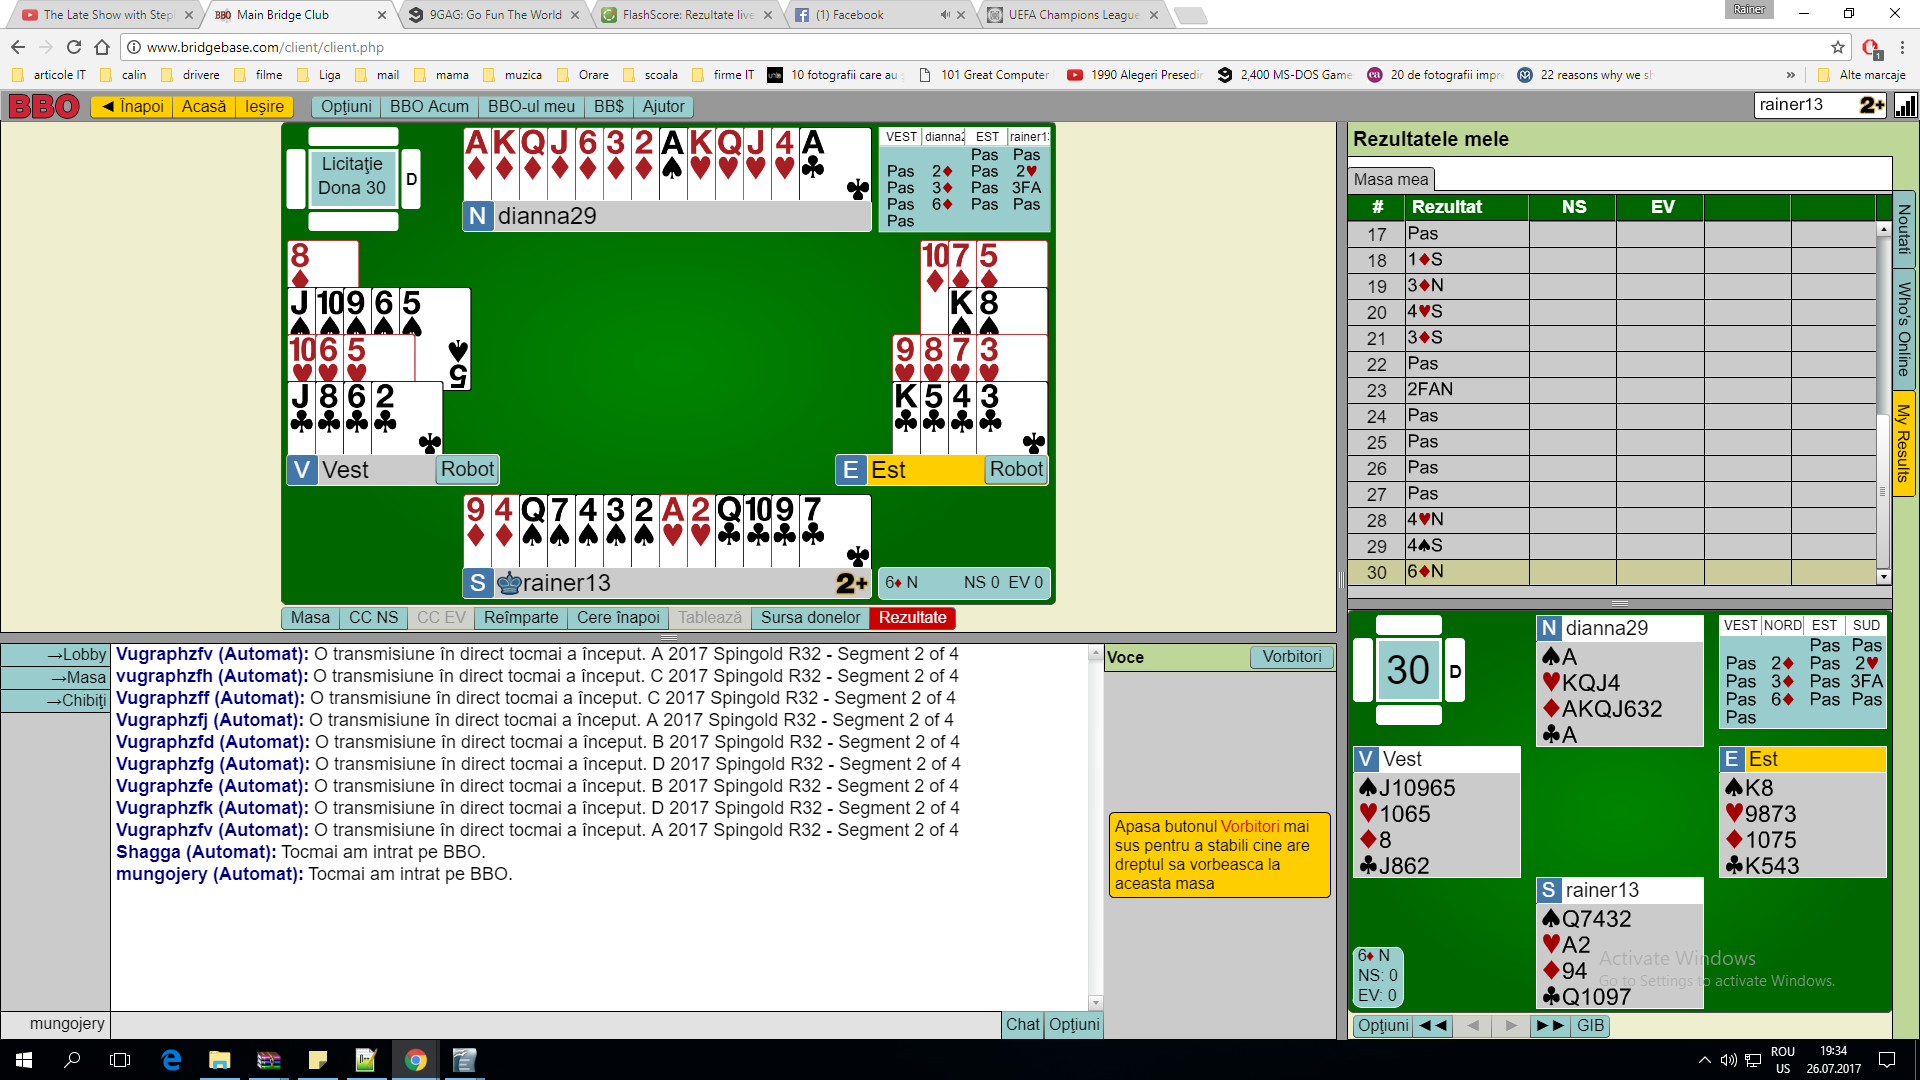 The Late Show with Step
Main Bridge Club
9GAG: Go Fun The World
FlashScore: Rezultate live
(1) Facebook
UEFA Champions League
Rainer
www.bridgebase.com/client/client.php
articole IT calin drivere filme Liga mail mama muzica Orare scoala firme IT 10 fotografii care au 101 Great Computer 1990 Alegeri Presedin 2,400 MS-DOS Game 20 de fotografii impre 22 reasons why we sh » Alte marcaje
BBO ◄ Înapoi Acasă Ieşire Opţiuni BBO Acum BBO-ul meu BB$ Ajutor rainer13 2+
Licitaţie
Dona 30
D
A♦ K♦ Q♦ J♦ 6♦ 3♦ 2♦ A♠ K♥ Q♥ J♥ 4♥ A♣
N dianna29
VEST dianna2 EST rainer1
Pas Pas
Pas 2♦ Pas 2♥
Pas 3♦ Pas 3FA
Pas 6♦ Pas Pas
Pas
8♦
J♠ 10♠ 9♠ 6♠ 5♠
10♥ 6♥ 5♥
J♣ 8♣ 6♣ 2♣
V Vest Robot
10♦ 7♦ 5♦
K♠ 8♠
9♥ 8♥ 7♥ 3♥
K♣ 5♣ 4♣ 3♣
E Est Robot
9♦ 4♦ Q♠ 7♠ 4♠ 3♠ 2♠ A♥ 2♥ Q♣ 10♣ 9♣ 7♣
S rainer13 2+
6♦ N NS 0 EV 0
Masa CC NS CC EV Reîmparte Cere înapoi Tablează Sursa donelor Rezultate
→Lobby
→Masa
→Chibiţi
Vugraphzfv (Automat): O transmisiune în direct tocmai a început. A 2017 Spingold R32 - Segment 2 of 4
vugraphzfh (Automat): O transmisiune în direct tocmai a început. C 2017 Spingold R32 - Segment 2 of 4
Vugraphzff (Automat): O transmisiune în direct tocmai a început. C 2017 Spingold R32 - Segment 2 of 4
Vugraphzfj (Automat): O transmisiune în direct tocmai a început. A 2017 Spingold R32 - Segment 2 of 4
Vugraphzfd (Automat): O transmisiune în direct tocmai a început. B 2017 Spingold R32 - Segment 2 of 4
Vugraphzfg (Automat): O transmisiune în direct tocmai a început. D 2017 Spingold R32 - Segment 2 of 4
Vugraphzfe (Automat): O transmisiune în direct tocmai a început. B 2017 Spingold R32 - Segment 2 of 4
Vugraphzfk (Automat): O transmisiune în direct tocmai a început. D 2017 Spingold R32 - Segment 2 of 4
Vugraphzfv (Automat): O transmisiune în direct tocmai a început. A 2017 Spingold R32 - Segment 2 of 4
Shagga (Automat): Tocmai am intrat pe BBO.
mungojery (Automat): Tocmai am intrat pe BBO.
mungojery Chat Opţiuni
Voce Vorbitori
Apasa butonul Vorbitori mai
sus pentru a stabili cine are
dreptul sa vorbeasca la
aceasta masa
Rezultatele mele
Masa mea
# Rezultat NS EV
17 Pas
18 1♦S
19 3♦N
20 4♥S
21 3♦S
22 Pas
23 2FAN
24 Pas
25 Pas
26 Pas
27 Pas
28 4♥N
29 4♠S
30 6♦N
Noutati
Who's Online
My Results
30
D
N dianna29
♠A
♥KQJ4
♦AKQJ632
♣A
VEST NORD EST SUD
Pas Pas
Pas 2♦ Pas 2♥
Pas 3♦ Pas 3FA
Pas 6♦ Pas Pas
Pas
V Vest
♠J10965
♥1065
♦8
♣J862
E Est
♠K8
♥9873
♦1075
♣K543
S rainer13
♠Q7432
♥A2
♦94
♣Q1097
6♦ N
NS: 0
EV: 0
Activate Windows
Go to Settings to activate Windows.
Opţiuni ◄◄ ◄ ► ►► GIB
ROU
US
19:34
26.07.2017